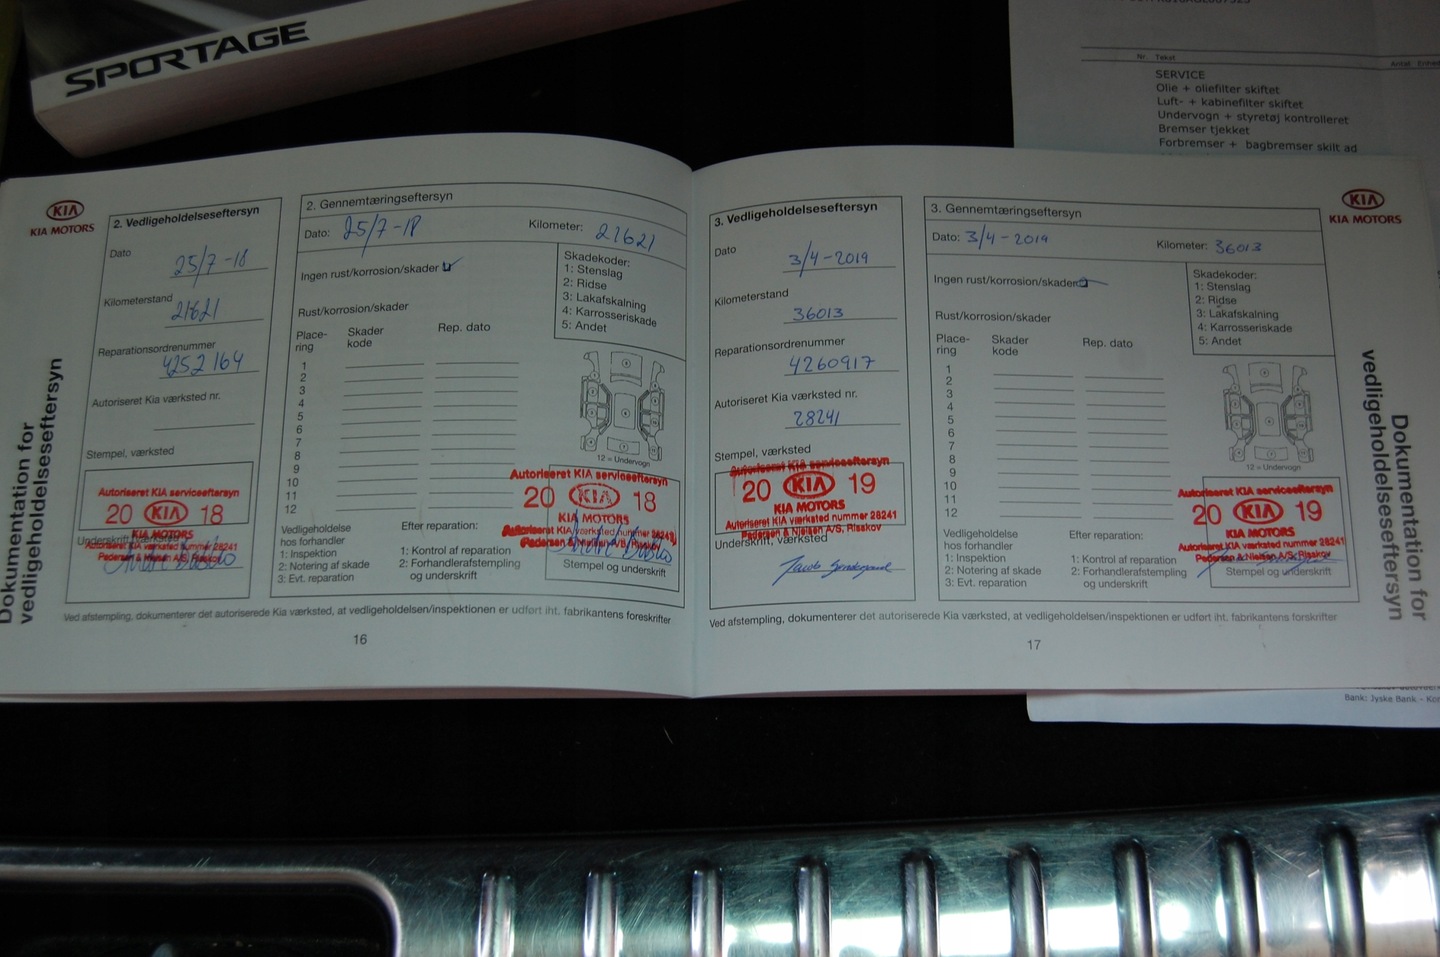 SPORTAGE
Nr. Tekst
Antal Enhed
SERVICE
Olie + oliefilter skiftet
Luft- + kabinefilter skiftet
Undervogn + styretøj kontrolleret
Bremser tjekket
Forbremser + bagbremser skilt ad
KIA
KIA MOTORS
Dokumentation for
vedligeholdelseseftersyn
2. Vedligeholdelseseftersyn
Dato
25/7-18
Kilometerstand
21621
Reparationsordrenummer
4252164
Autoriseret Kia værksted nr.
Stempel, værksted
Autoriseret KIA serviceeftersyn
20 KIA 18
KIA MOTORS
Autoriseret KIA værksted nummer 28241
Pedersen & Nielsen A/S, Risskov
Underskrift, værksted
2. Gennemtæringseftersyn
Dato: 25/7-18
Kilometer: 21621
Ingen rust/korrosion/skader
Rust/korrosion/skader
Skadekoder:
1: Stenslag
2: Ridse
3: Lakafskalning
4: Karrosseriskade
5: Andet
Place-
ring
Skader
kode
Rep. dato
1
2
3
4
5
6
7
8
9
10
11
12
12 = Undervogn
Autoriseret KIA serviceeftersyn
20 KIA 18
KIA MOTORS
Autoriseret KIA værksted nummer 28241
Pedersen & Nielsen A/S, Risskov
Vedligeholdelse
hos forhandler
1: Inspektion
2: Notering af skade
3: Evt. reparation
Efter reparation:
1: Kontrol af reparation
2: Forhandlerafstempling
og underskrift
Stempel og underskrift
Ved afstempling, dokumenterer det autoriserede Kia værksted, at vedligeholdelsen/inspektionen er udført iht. fabrikantens foreskrifter
16
3. Vedligeholdelseseftersyn
Dato
3/4-2019
Kilometerstand
36013
Reparationsordrenummer
4260917
Autoriseret Kia værksted nr.
28241
Stempel, værksted
Autoriseret KIA serviceeftersyn
20 KIA 19
KIA MOTORS
Autoriseret KIA værksted nummer 28241
Pedersen & Nielsen A/S, Risskov
Underskrift, værksted
3. Gennemtæringseftersyn
Dato: 3/4-2019
Kilometer: 36013
Ingen rust/korrosion/skader
Rust/korrosion/skader
Skadekoder:
1: Stenslag
2: Ridse
3: Lakafskalning
4: Karrosseriskade
5: Andet
Place-
ring
Skader
kode
Rep. dato
1
2
3
4
5
6
7
8
9
10
11
12
12 = Undervogn
Autoriseret KIA serviceeftersyn
20 KIA 19
KIA MOTORS
Autoriseret KIA værksted nummer 28241
Pedersen & Nielsen A/S, Risskov
Vedligeholdelse
hos forhandler
1: Inspektion
2: Notering af skade
3: Evt. reparation
Efter reparation:
1: Kontrol af reparation
2: Forhandlerafstempling
og underskrift
Stempel og underskrift
Ved afstempling, dokumenterer det autoriserede Kia værksted, at vedligeholdelsen/inspektionen er udført iht. fabrikantens forskrifter
17
KIA
KIA MOTORS
Dokumentation for
vedligeholdelseseftersyn
Bank: Jyske Bank -